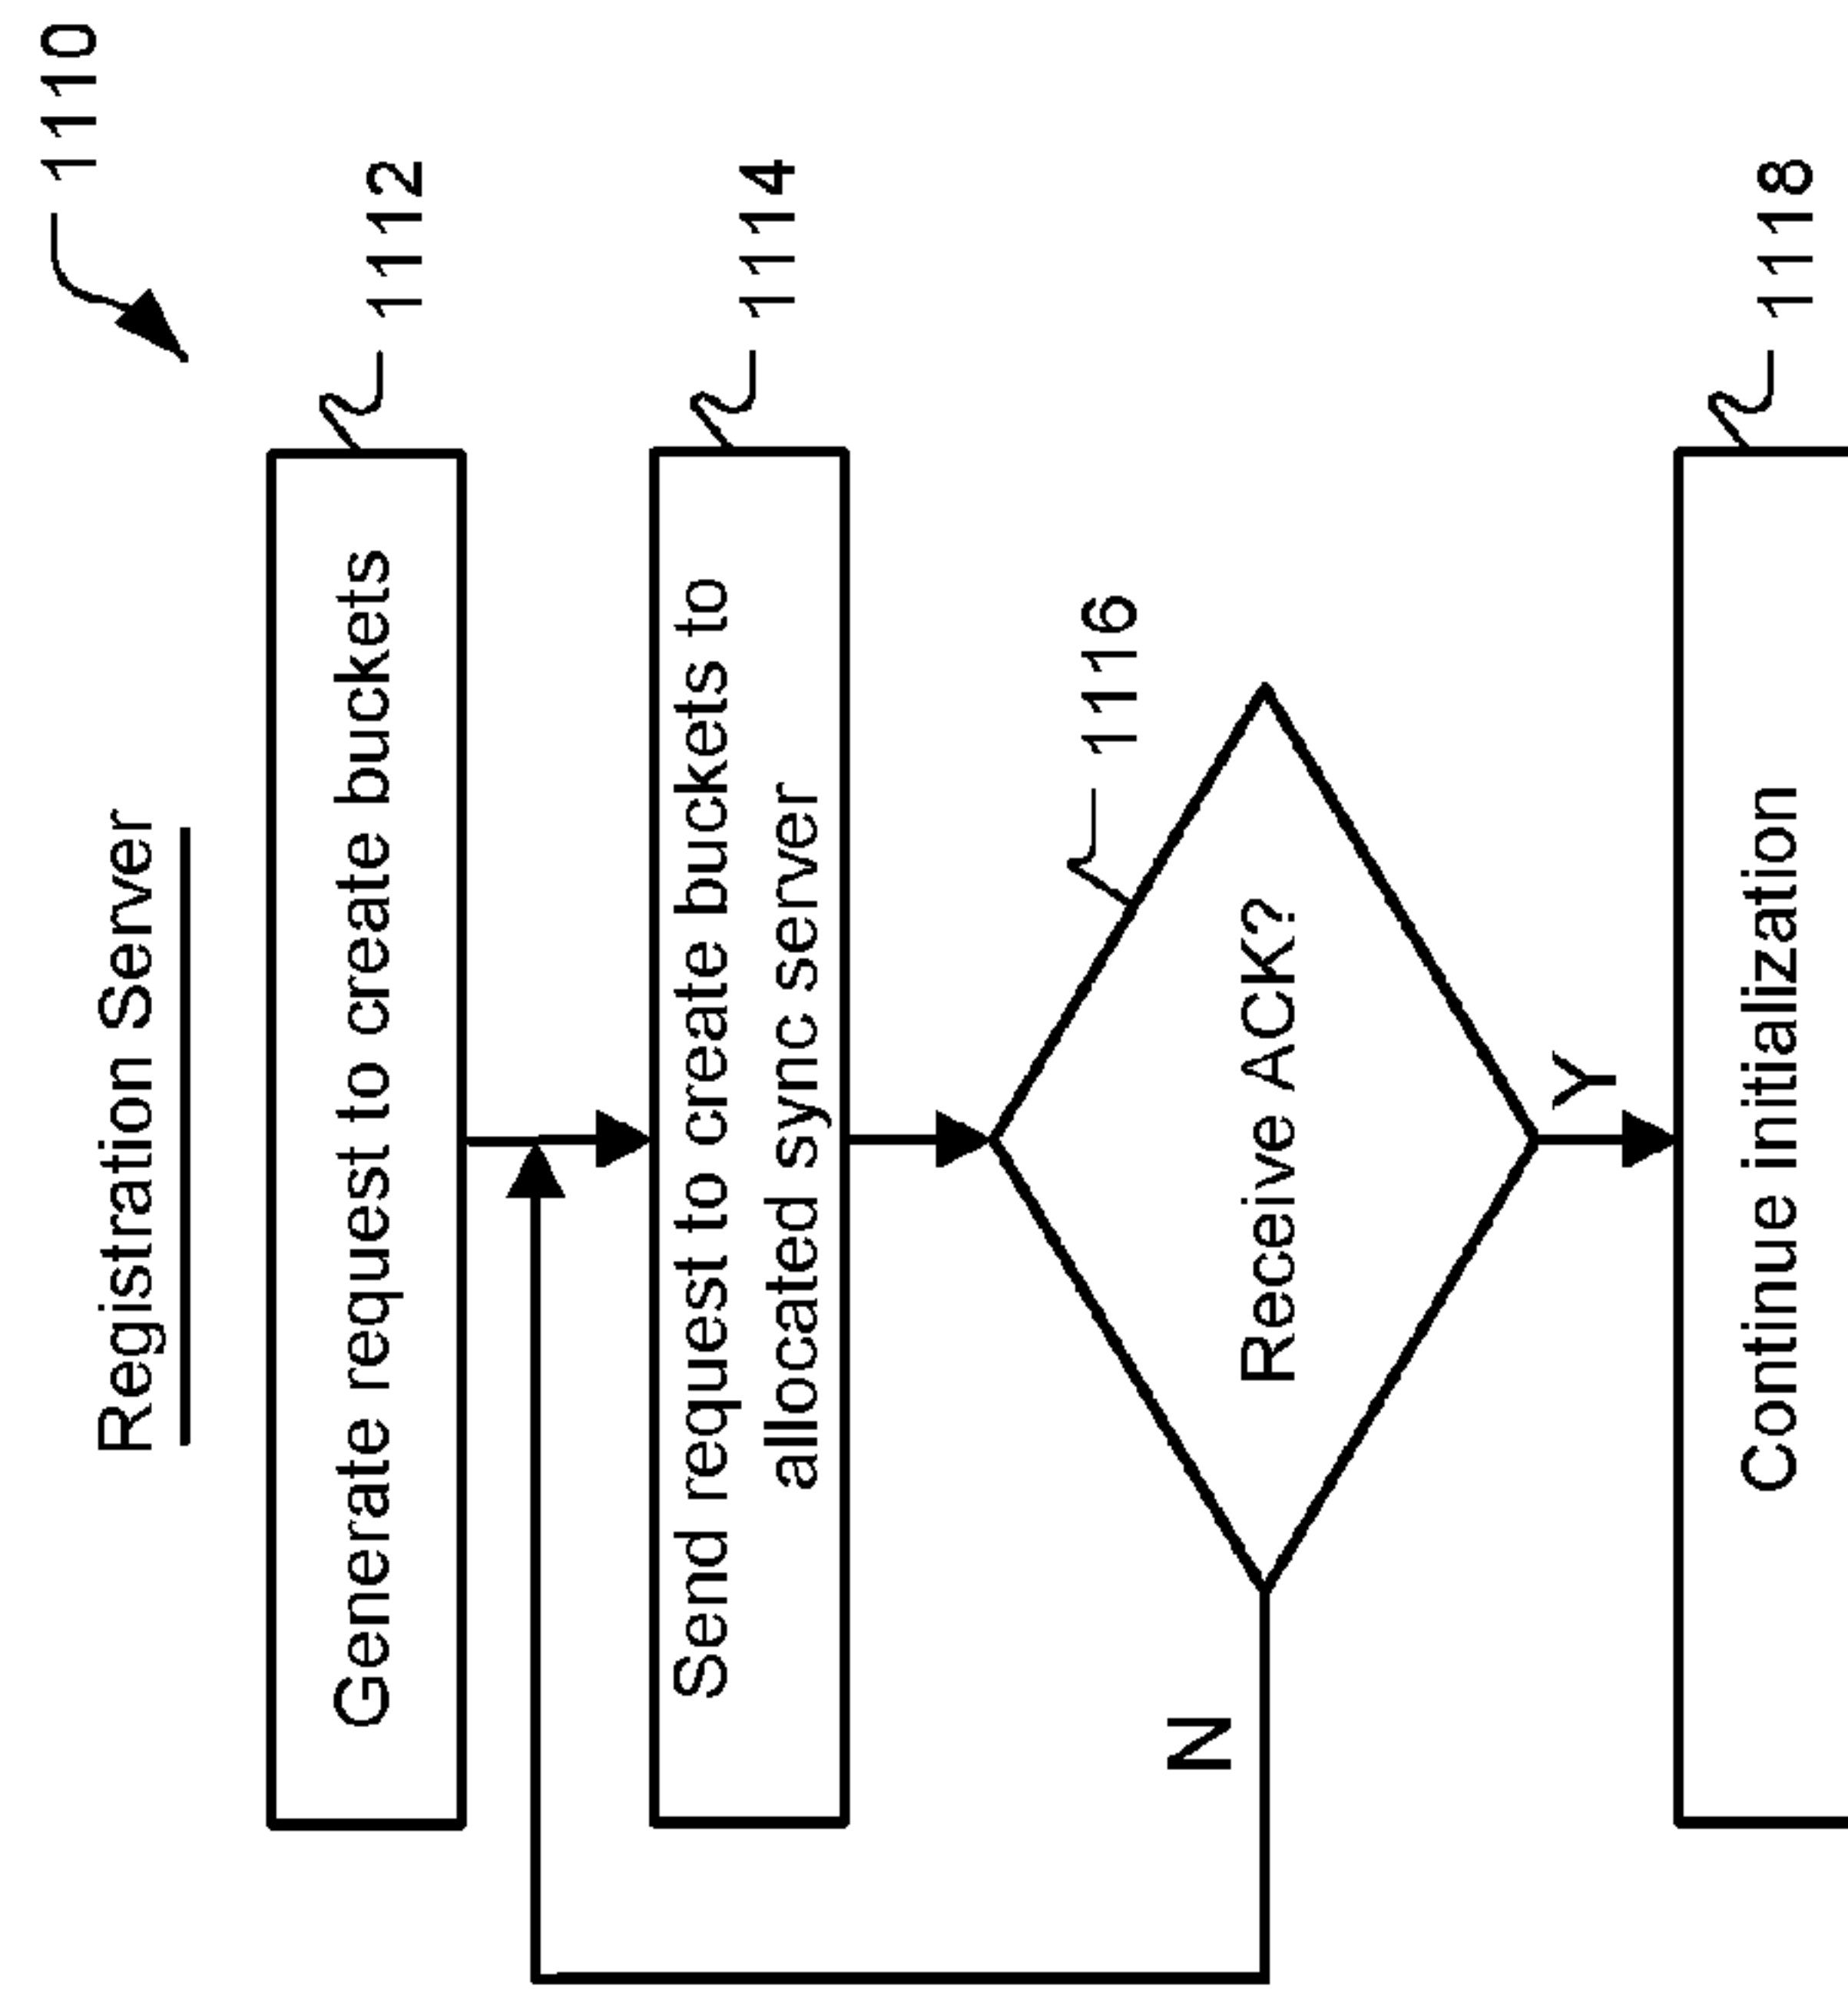 1110
Registration Server
Generate request to create buckets
1112
Send request to create buckets to
allocated sync server
1114
Receive ACK?
1116
N
Y
Continue initialization
1118